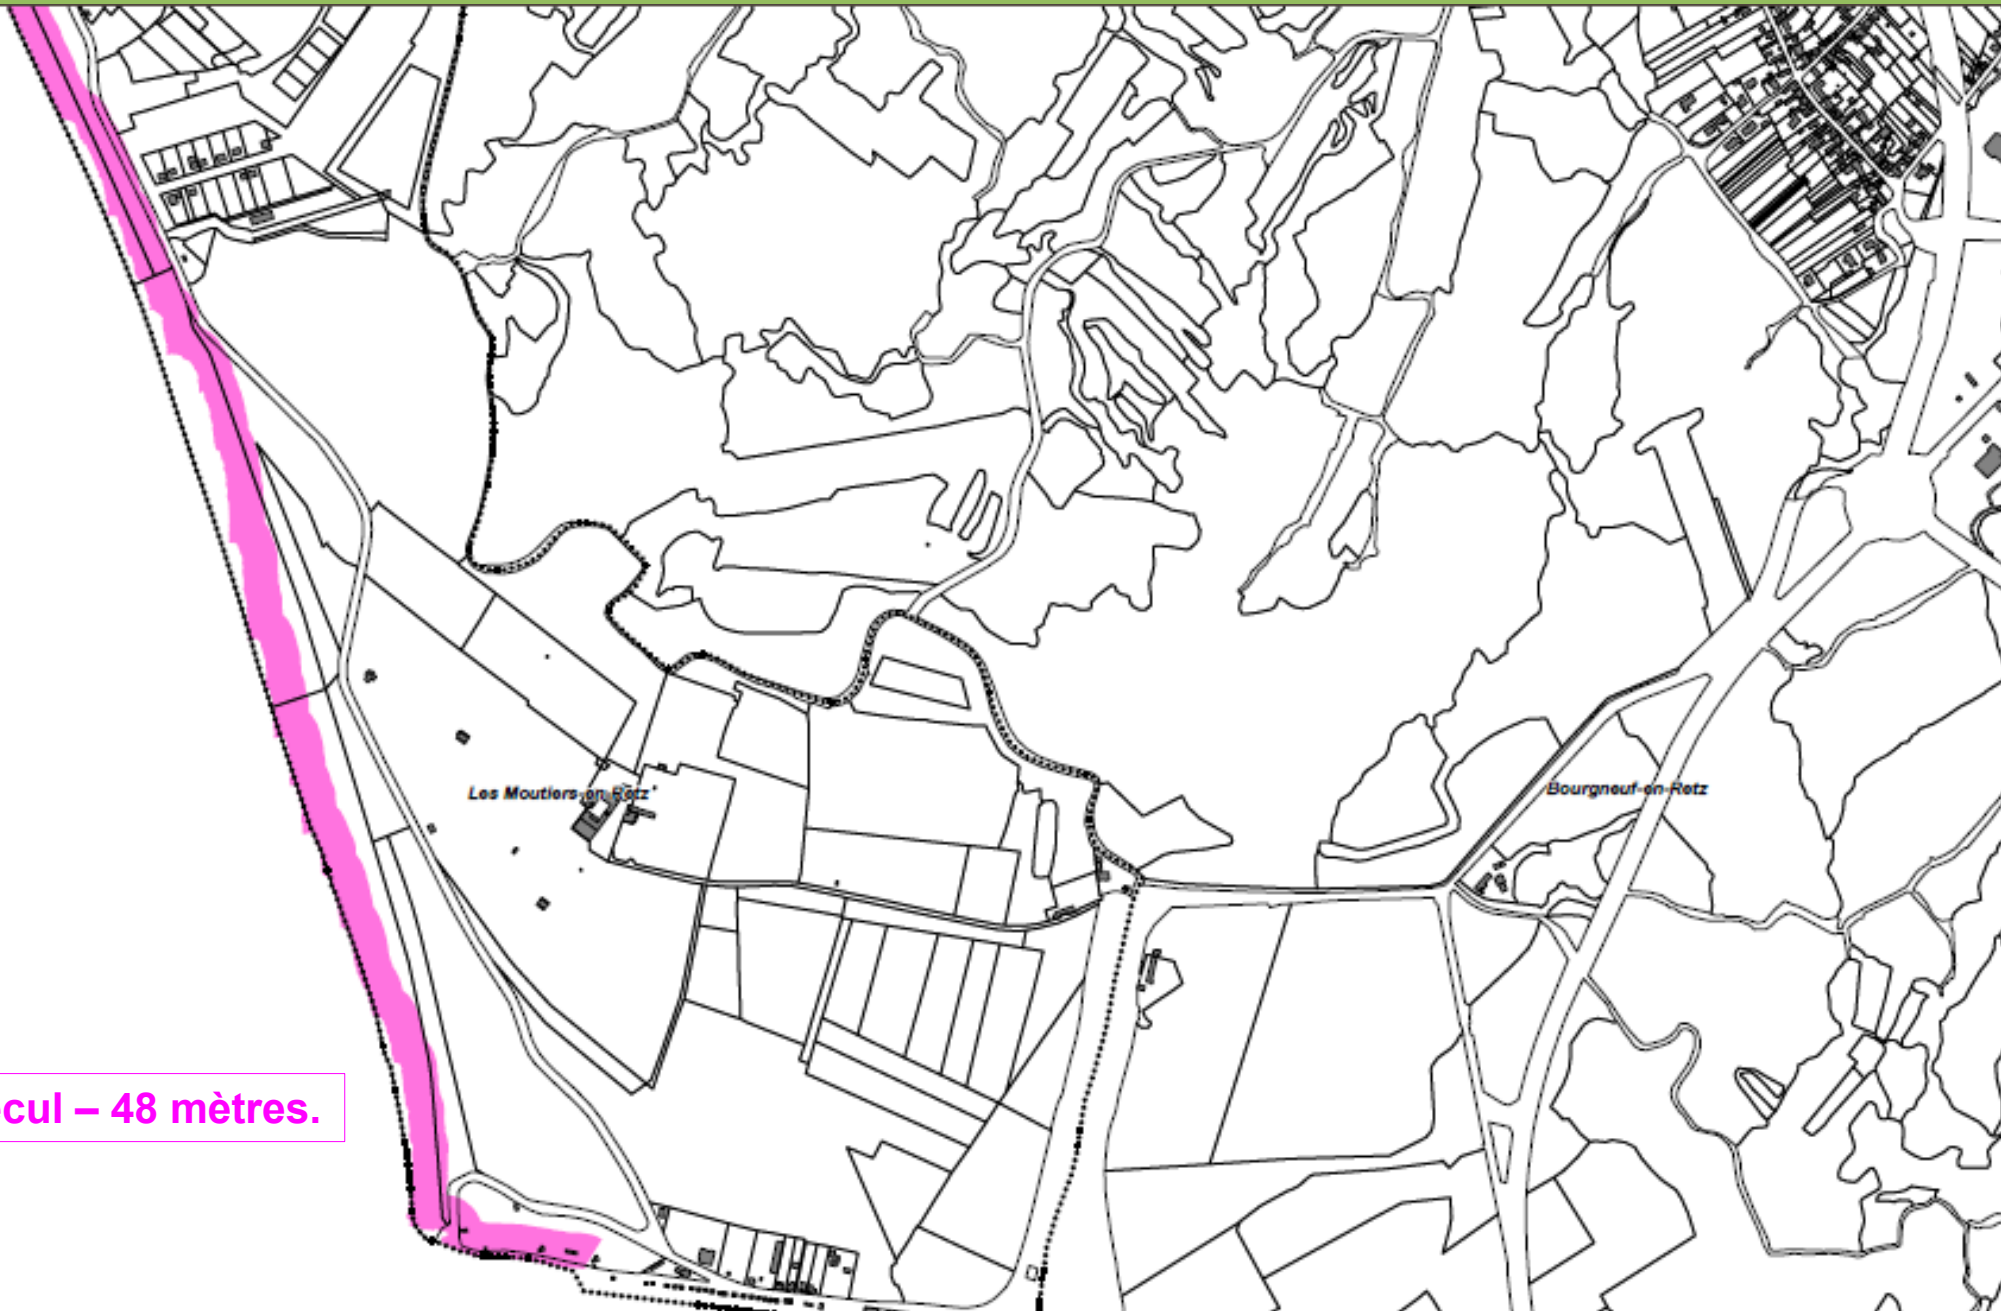 Les Moutiers-en-Retz
Bourgneuf-en-Retz
cul – 48 mètres.